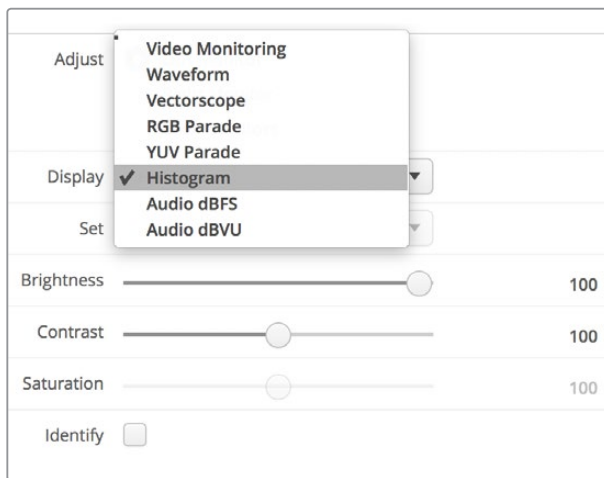 Adjust
Video Monitoring
Waveform
Vectorscope
RGB Parade
YUV Parade
Display ✓ Histogram
Audio dBFS
Set Audio dBVU
Brightness 100
Contrast 100
Saturation 100
Identify